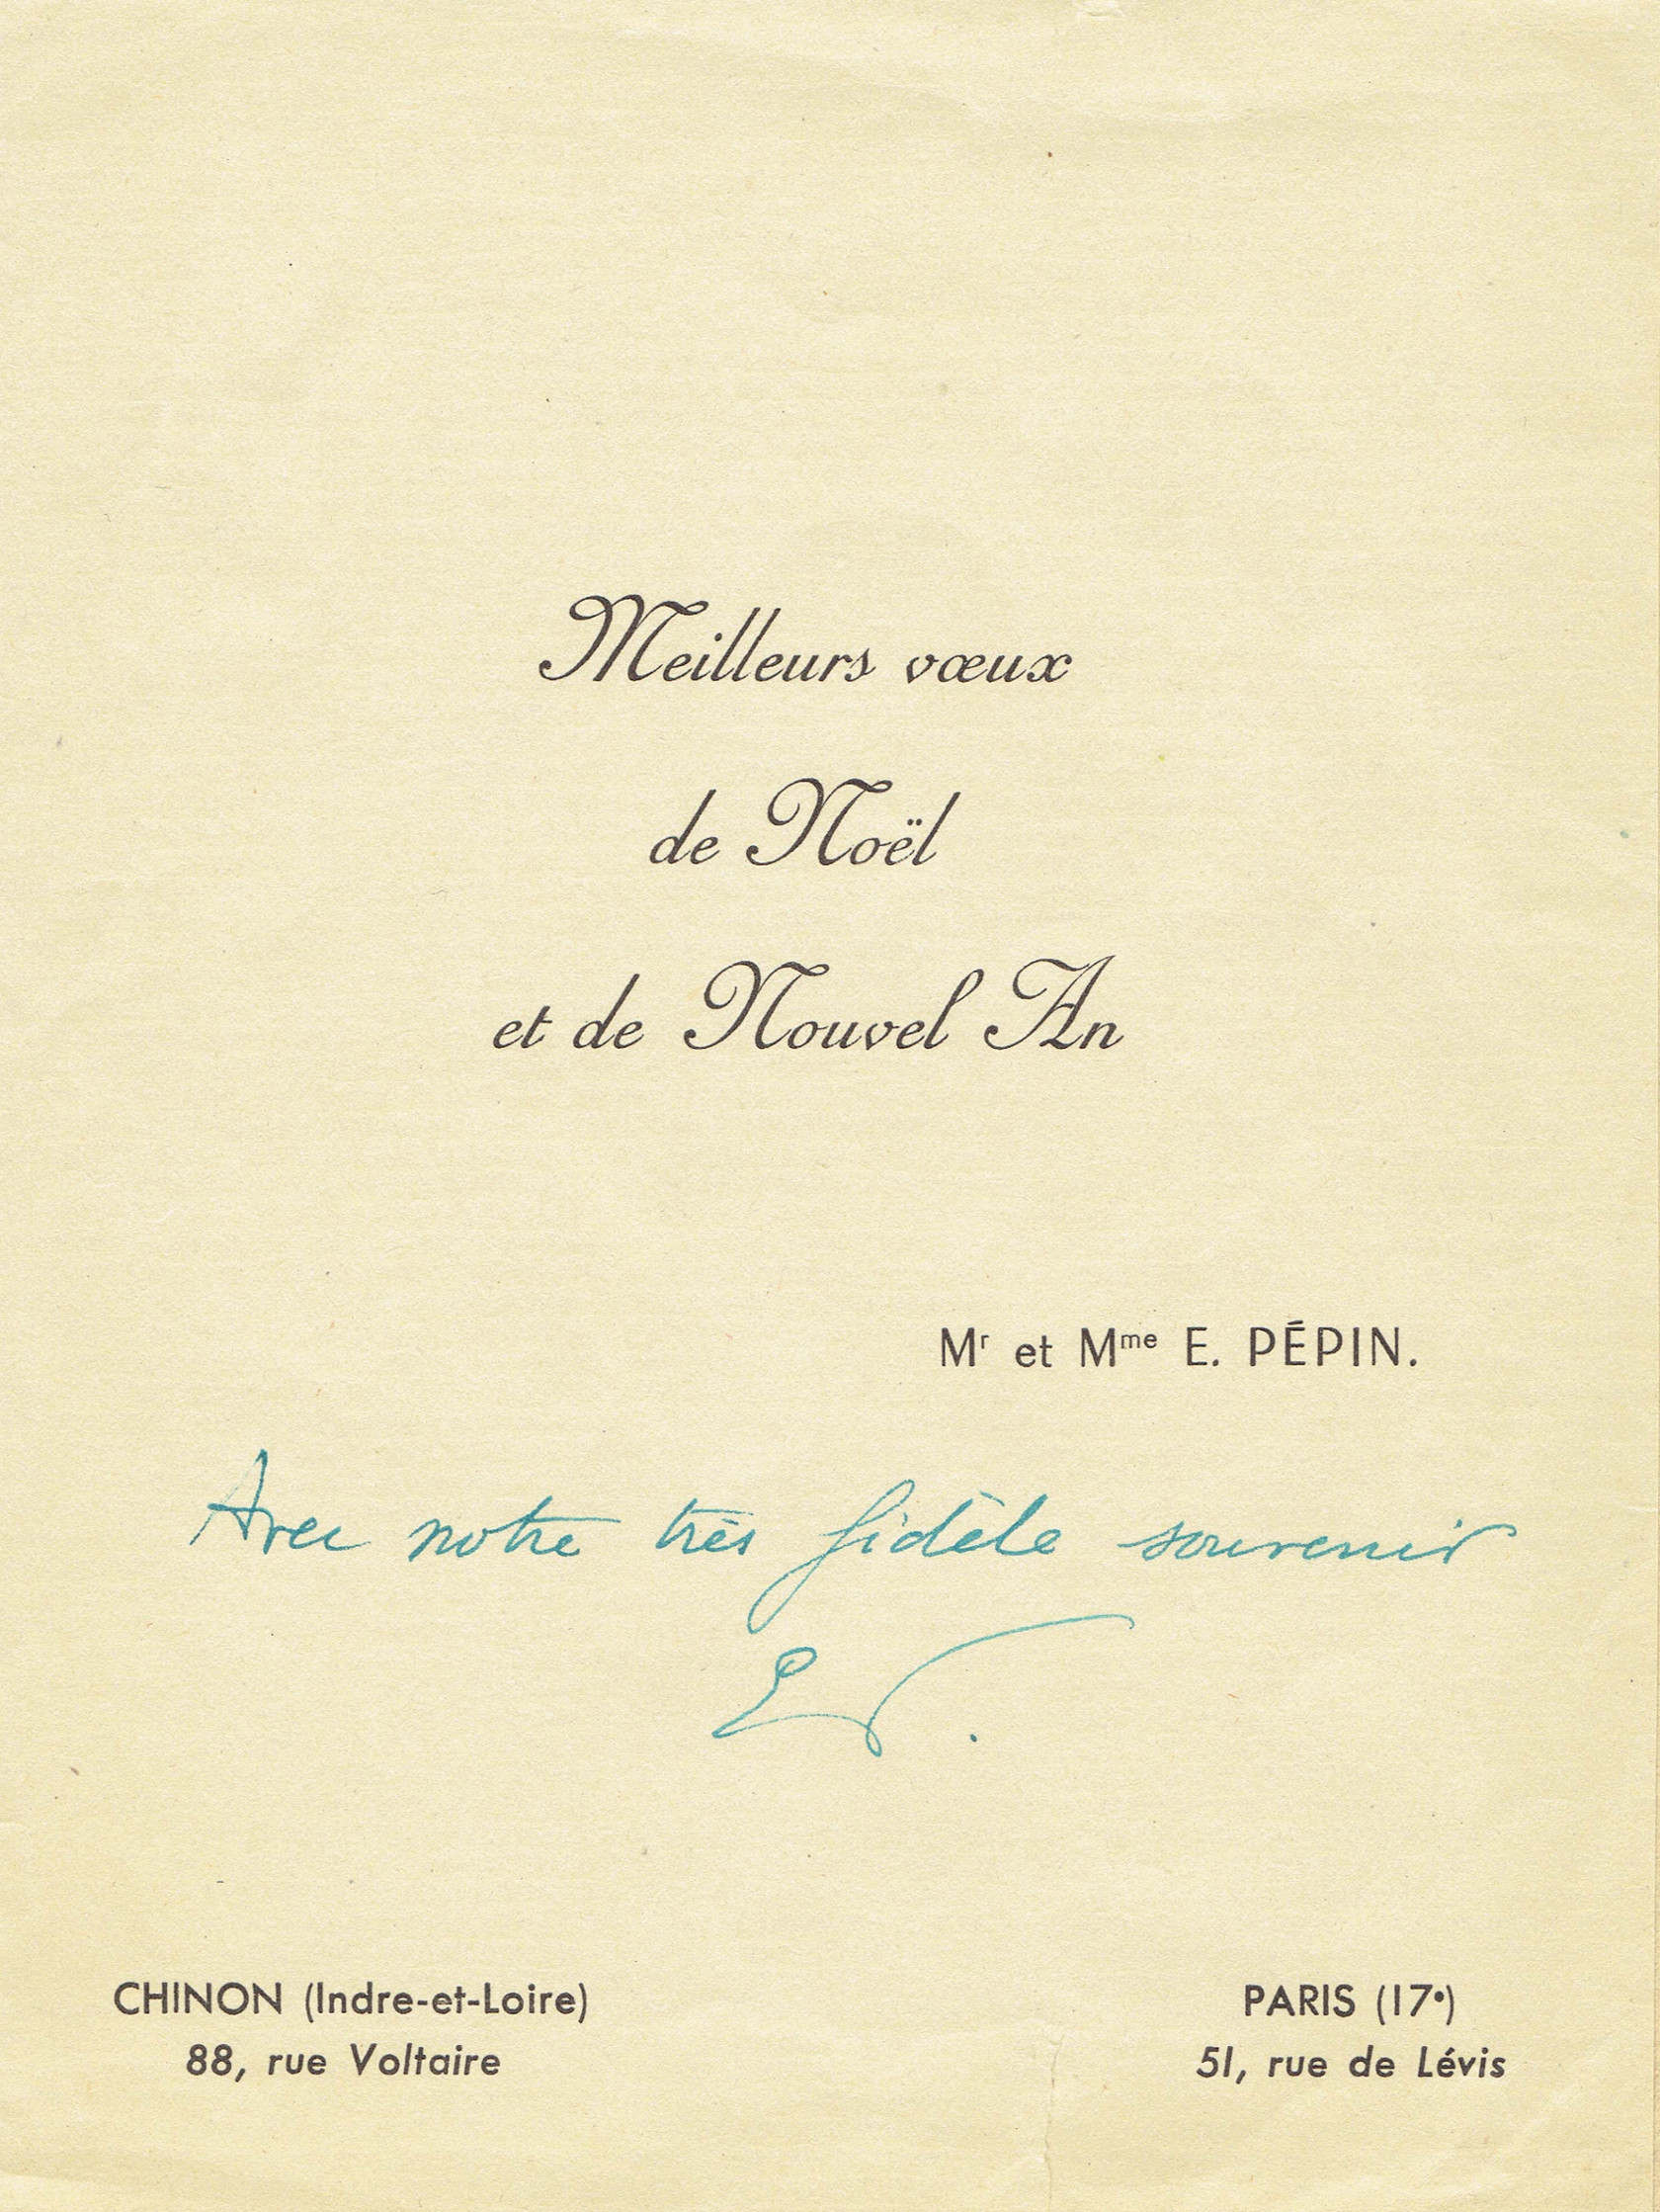 Meilleurs vœux
de Noël
et de Nouvel An
Mʳ et Mᵐᵉ E. PÉPIN.
Avec notre très fidèle souvenir
EP.
CHINON (Indre-et-Loire)
88, rue Voltaire
PARIS (17ᵉ)
51, rue de Lévis